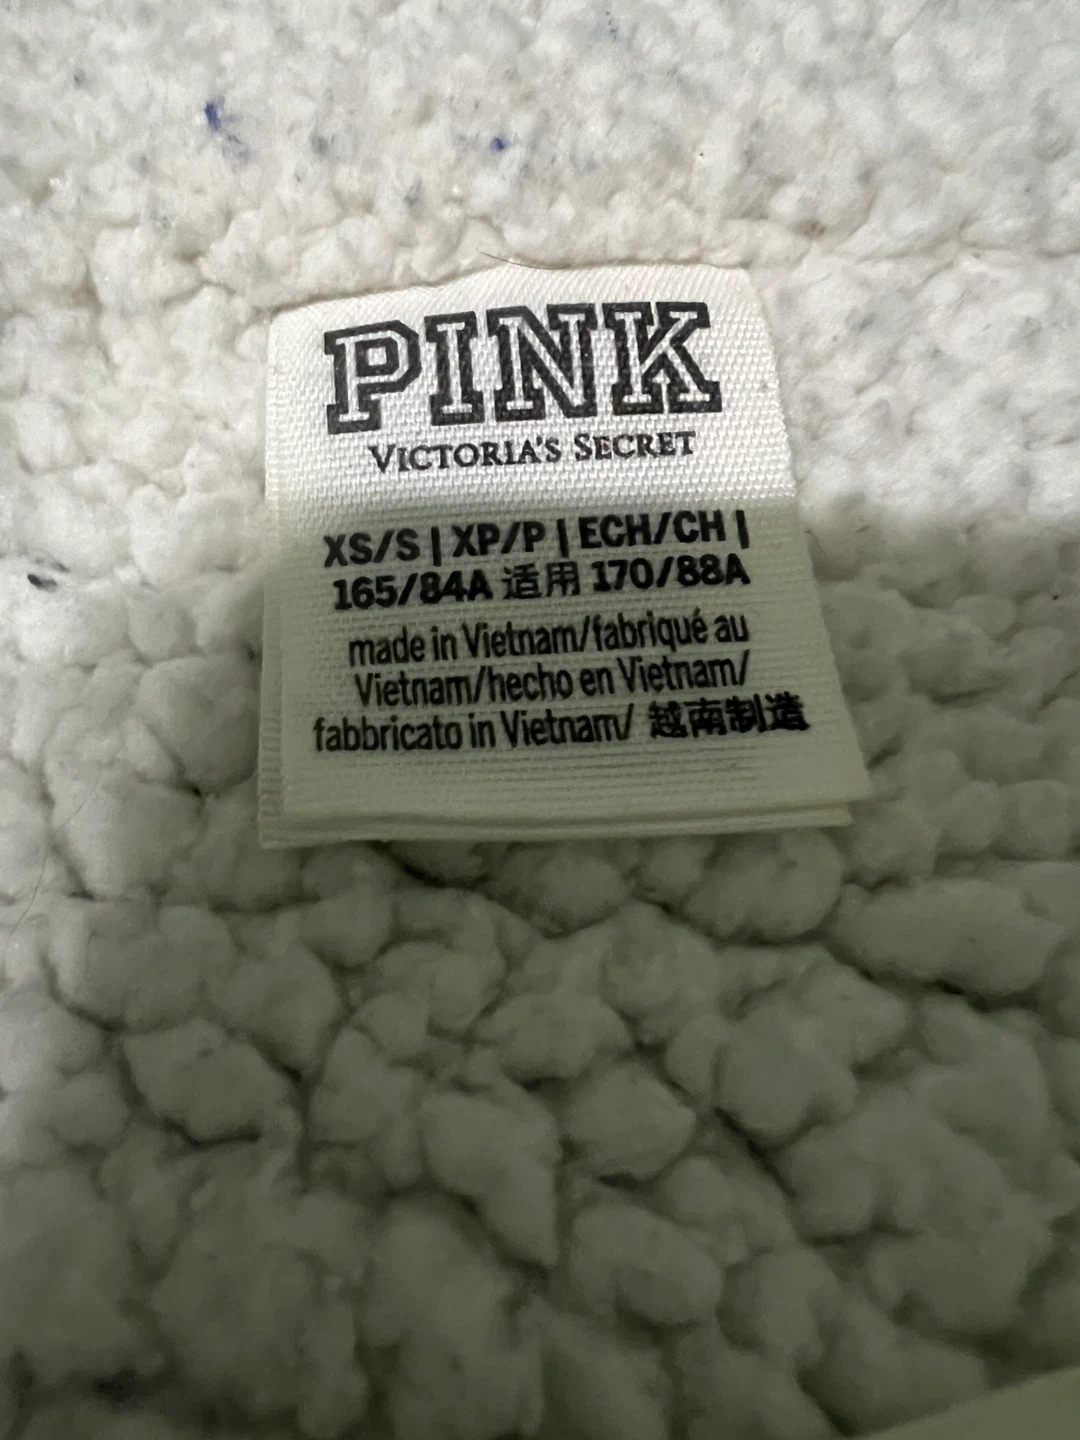 PINK
VICTORIA'S SECRET
XS/S | XP/P | ECH/CH |
165/84A 适用 170/88A
made in Vietnam/fabriqué au
Vietnam/hecho en Vietnam/
fabbricato in Vietnam/ 越南制造